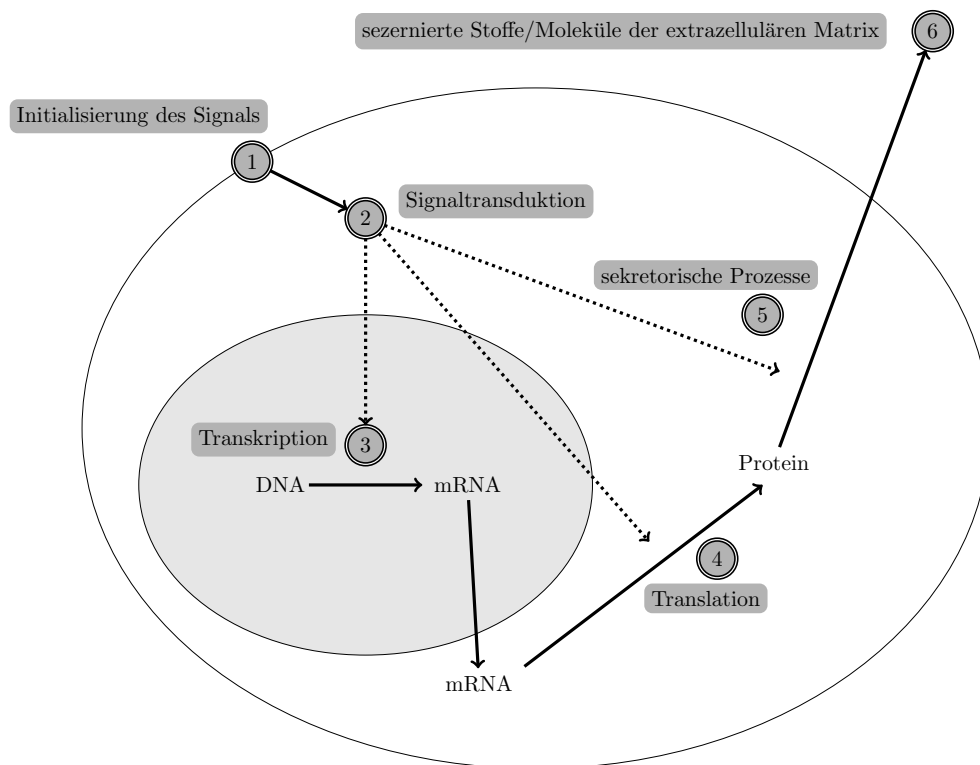 sezernierte Stoffe/Moleküle der extrazellulären Matrix
6
Initialisierung des Signals
1
2
Signaltransduktion
sekretorische Prozesse
5
Transkription
3
Protein
DNA
mRNA
4
Translation
mRNA